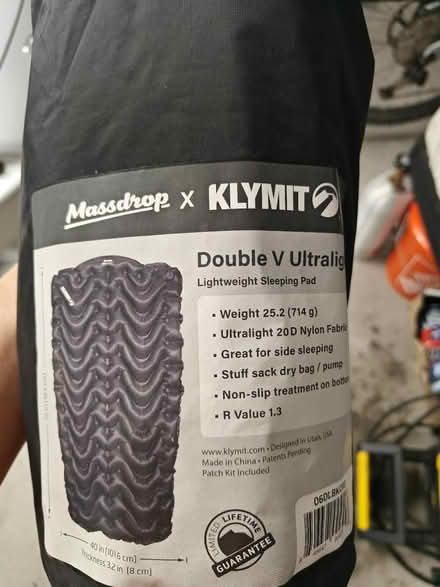 Massdrop x KLYMIT
Double V Ultralig
Lightweight Sleeping Pad
• Weight 25.2 (714 g)
• Ultralight 20D Nylon Fabric
• Great for side sleeping
• Stuff sack dry bag / pump
• Non-slip treatment on bottom
• R Value 1.3
www.klymit.com • Designed in Utah, USA
Made in China • Patents Pending
Patch Kit Included
LIMITED LIFETIME
GUARANTEE
40 in (101.6 cm)
Thickness 3.2 in (8 cm)